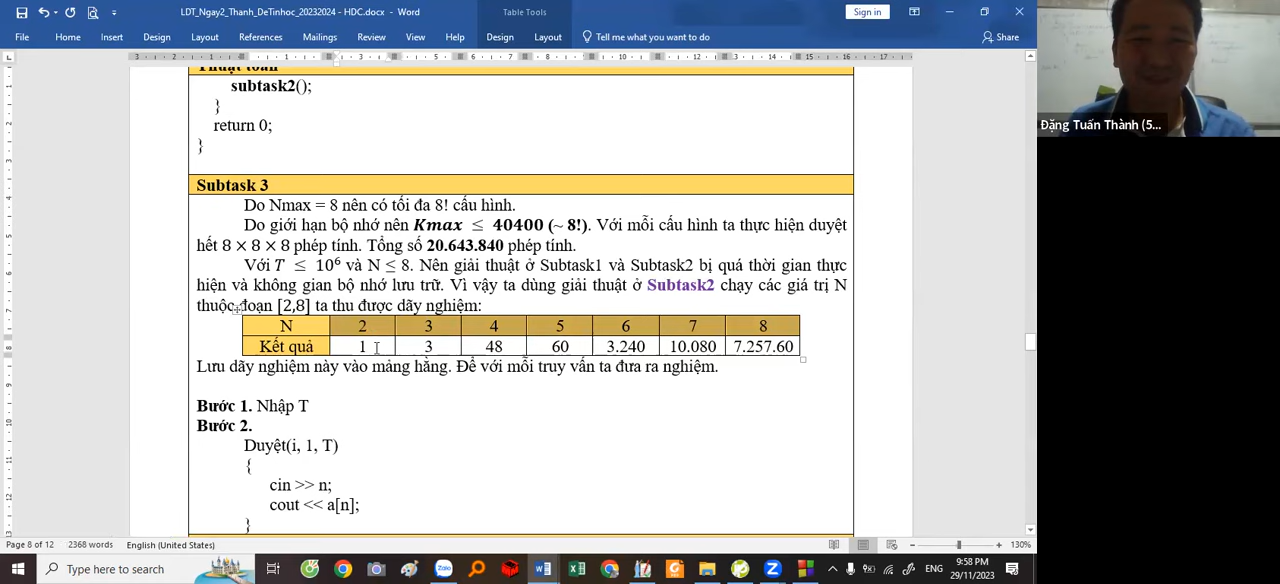 LDT_Ngay2_Thanh_DeTinhoc_20232024 - HDC.docx - Word
Table Tools
Sign in
File Home Insert Design Layout References Mailings Review View Help Design Layout Tell me what you want to do Share
Thuật toán
subtask2();
}
return 0;
}
Subtask 3
Do Nmax = 8 nên có tối đa 8! cấu hình.
Do giới hạn bộ nhớ nên Kmax ≤ 40400 (~ 8!). Với mỗi cấu hình ta thực hiện duyệt
hết 8 × 8 × 8 phép tính. Tổng số 20.643.840 phép tính.
Với T ≤ 10⁶ và N ≤ 8. Nên giải thuật ở Subtask1 và Subtask2 bị quá thời gian thực
hiện và không gian bộ nhớ lưu trữ. Vì vậy ta dùng giải thuật ở Subtask2 chạy các giá trị N
thuộc đoạn [2,8] ta thu được dãy nghiệm:
N 2 3 4 5 6 7 8
Kết quả 1 3 48 60 3.240 10.080 7.257.60
Lưu dãy nghiệm này vào mảng hằng. Để với mỗi truy vấn ta đưa ra nghiệm.
Bước 1. Nhập T
Bước 2.
Duyệt(i, 1, T)
{
cin >> n;
cout << a[n];
}
Đặng Tuấn Thành (5...
Page 8 of 12 2368 words English (United States) 130%
Type here to search
ENG
9:58 PM
29/11/2023